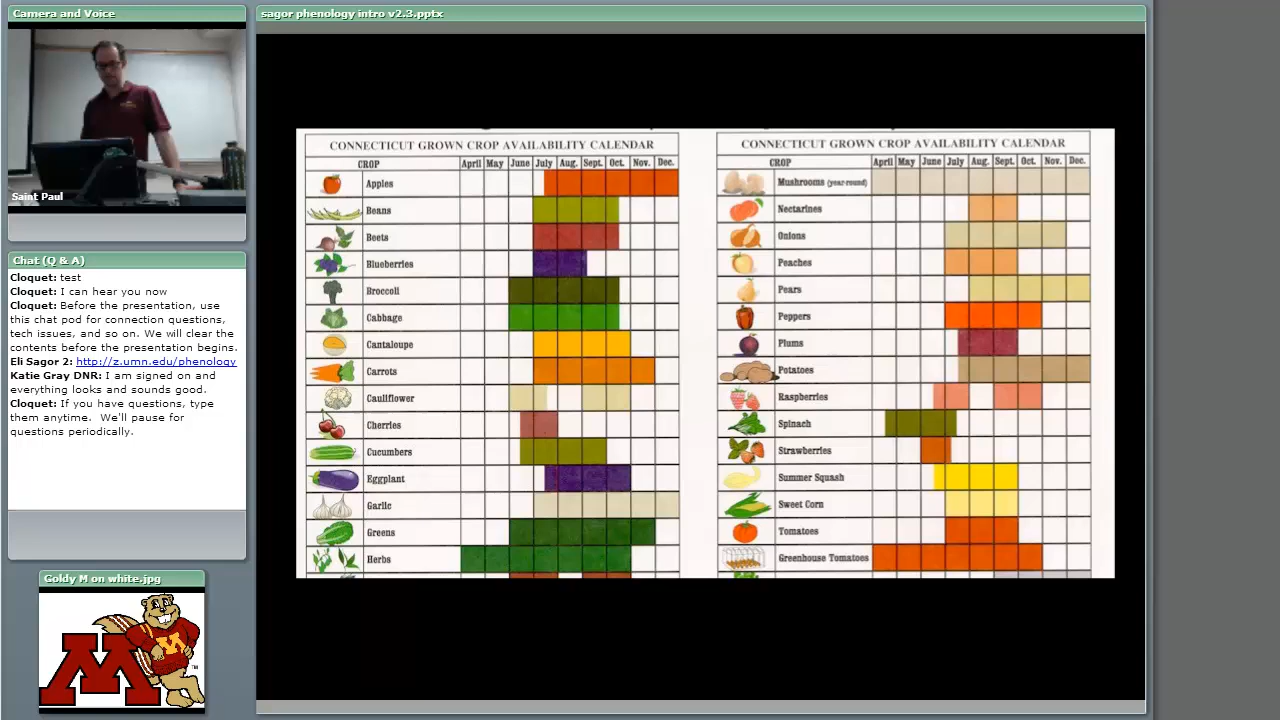 Camera and Voice
Saint Paul
Chat (Q & A)
Cloquet: test
Cloquet: I can hear you now
Cloquet: Before the presentation, use
this chat pod for connection questions,
tech issues, and so on. We will clear the
contents before the presentation begins.
Eli Sagor 2: http://z.umn.edu/phenology
Katie Gray DNR: I am signed on and
everything looks and sounds good.
Cloquet: If you have questions, type
them anytime. We'll pause for
questions periodically.
Goldy M on white.jpg
M
M
TM
sagor phenology intro v2.3.pptx
CONNECTICUT GROWN CROP AVAILABILITY CALENDAR
CROP April May June July Aug. Sept. Oct. Nov. Dec.
Apples
Beans
Beets
Blueberries
Broccoli
Cabbage
Cantaloupe
Carrots
Cauliflower
Cherries
Cucumbers
Eggplant
Garlic
Greens
Herbs
CONNECTICUT GROWN CROP AVAILABILITY CALENDAR
CROP April May June July Aug. Sept. Oct. Nov. Dec.
Mushrooms (year-round)
Nectarines
Onions
Peaches
Pears
Peppers
Plums
Potatoes
Raspberries
Spinach
Strawberries
Summer Squash
Sweet Corn
Tomatoes
Greenhouse Tomatoes